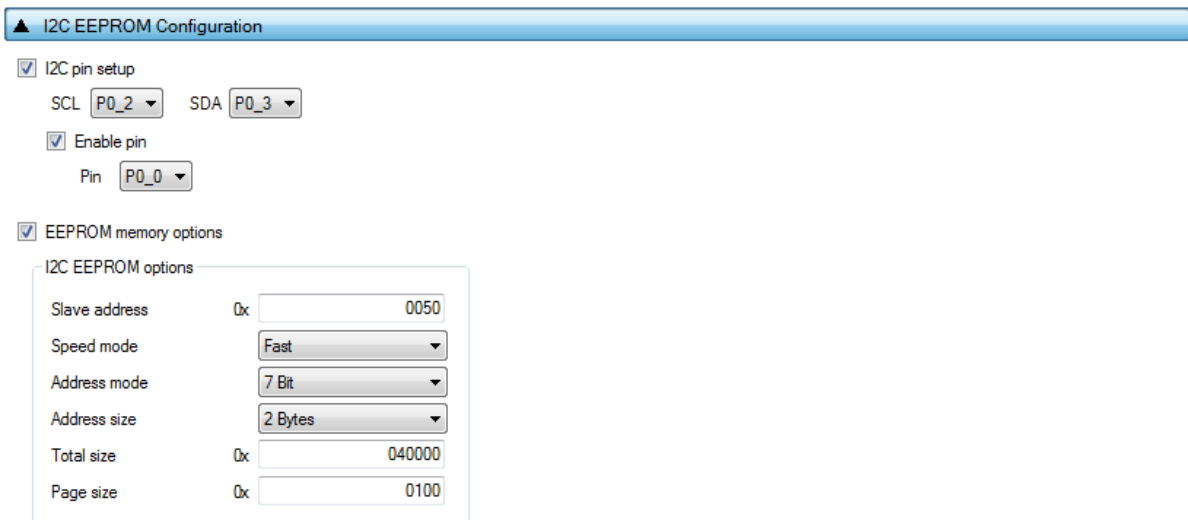 I2C EEPROM Configuration
I2C pin setup
SCL P0_2 SDA P0_3
Enable pin
Pin P0_0
EEPROM memory options
I2C EEPROM options
Slave address 0x 0050
Speed mode Fast
Address mode 7 Bit
Address size 2 Bytes
Total size 0x 040000
Page size 0x 0100